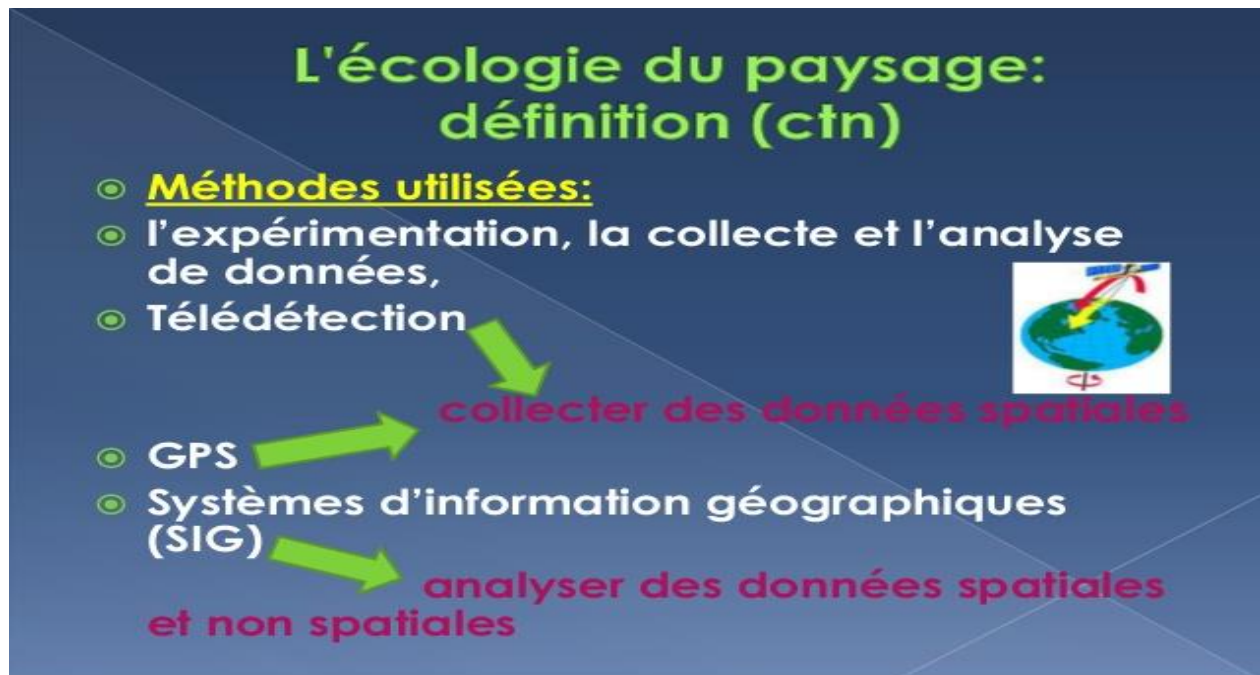 L'écologie du paysage:
définition (ctn)
Méthodes utilisées:
l'expérimentation, la collecte et l'analyse
de données,
Télédétection
collecter des données spatiales
GPS
Systèmes d'information géographiques
(SIG)
analyser des données spatiales
et non spatiales